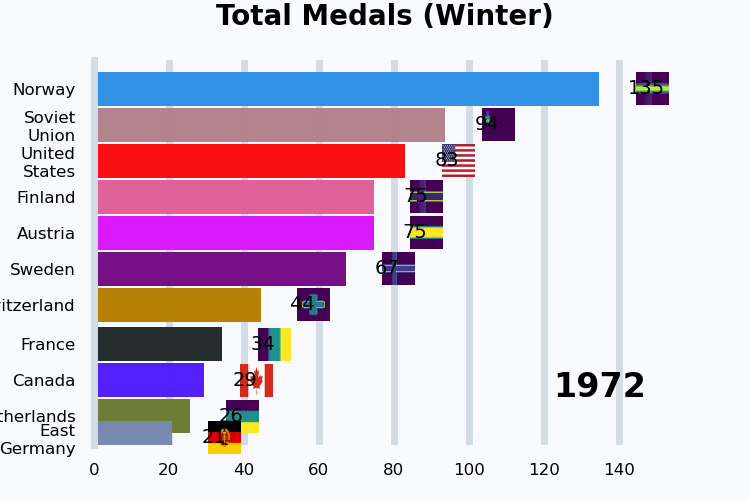 Total Medals (Winter)
Norway 135
Soviet
Union 94
United
States 83
Finland 75
Austria 75
Sweden 67
itzerland 44
France 34
Canada 29
1972
therlands 26
East
Germany 21
0 20 40 60 80 100 120 140